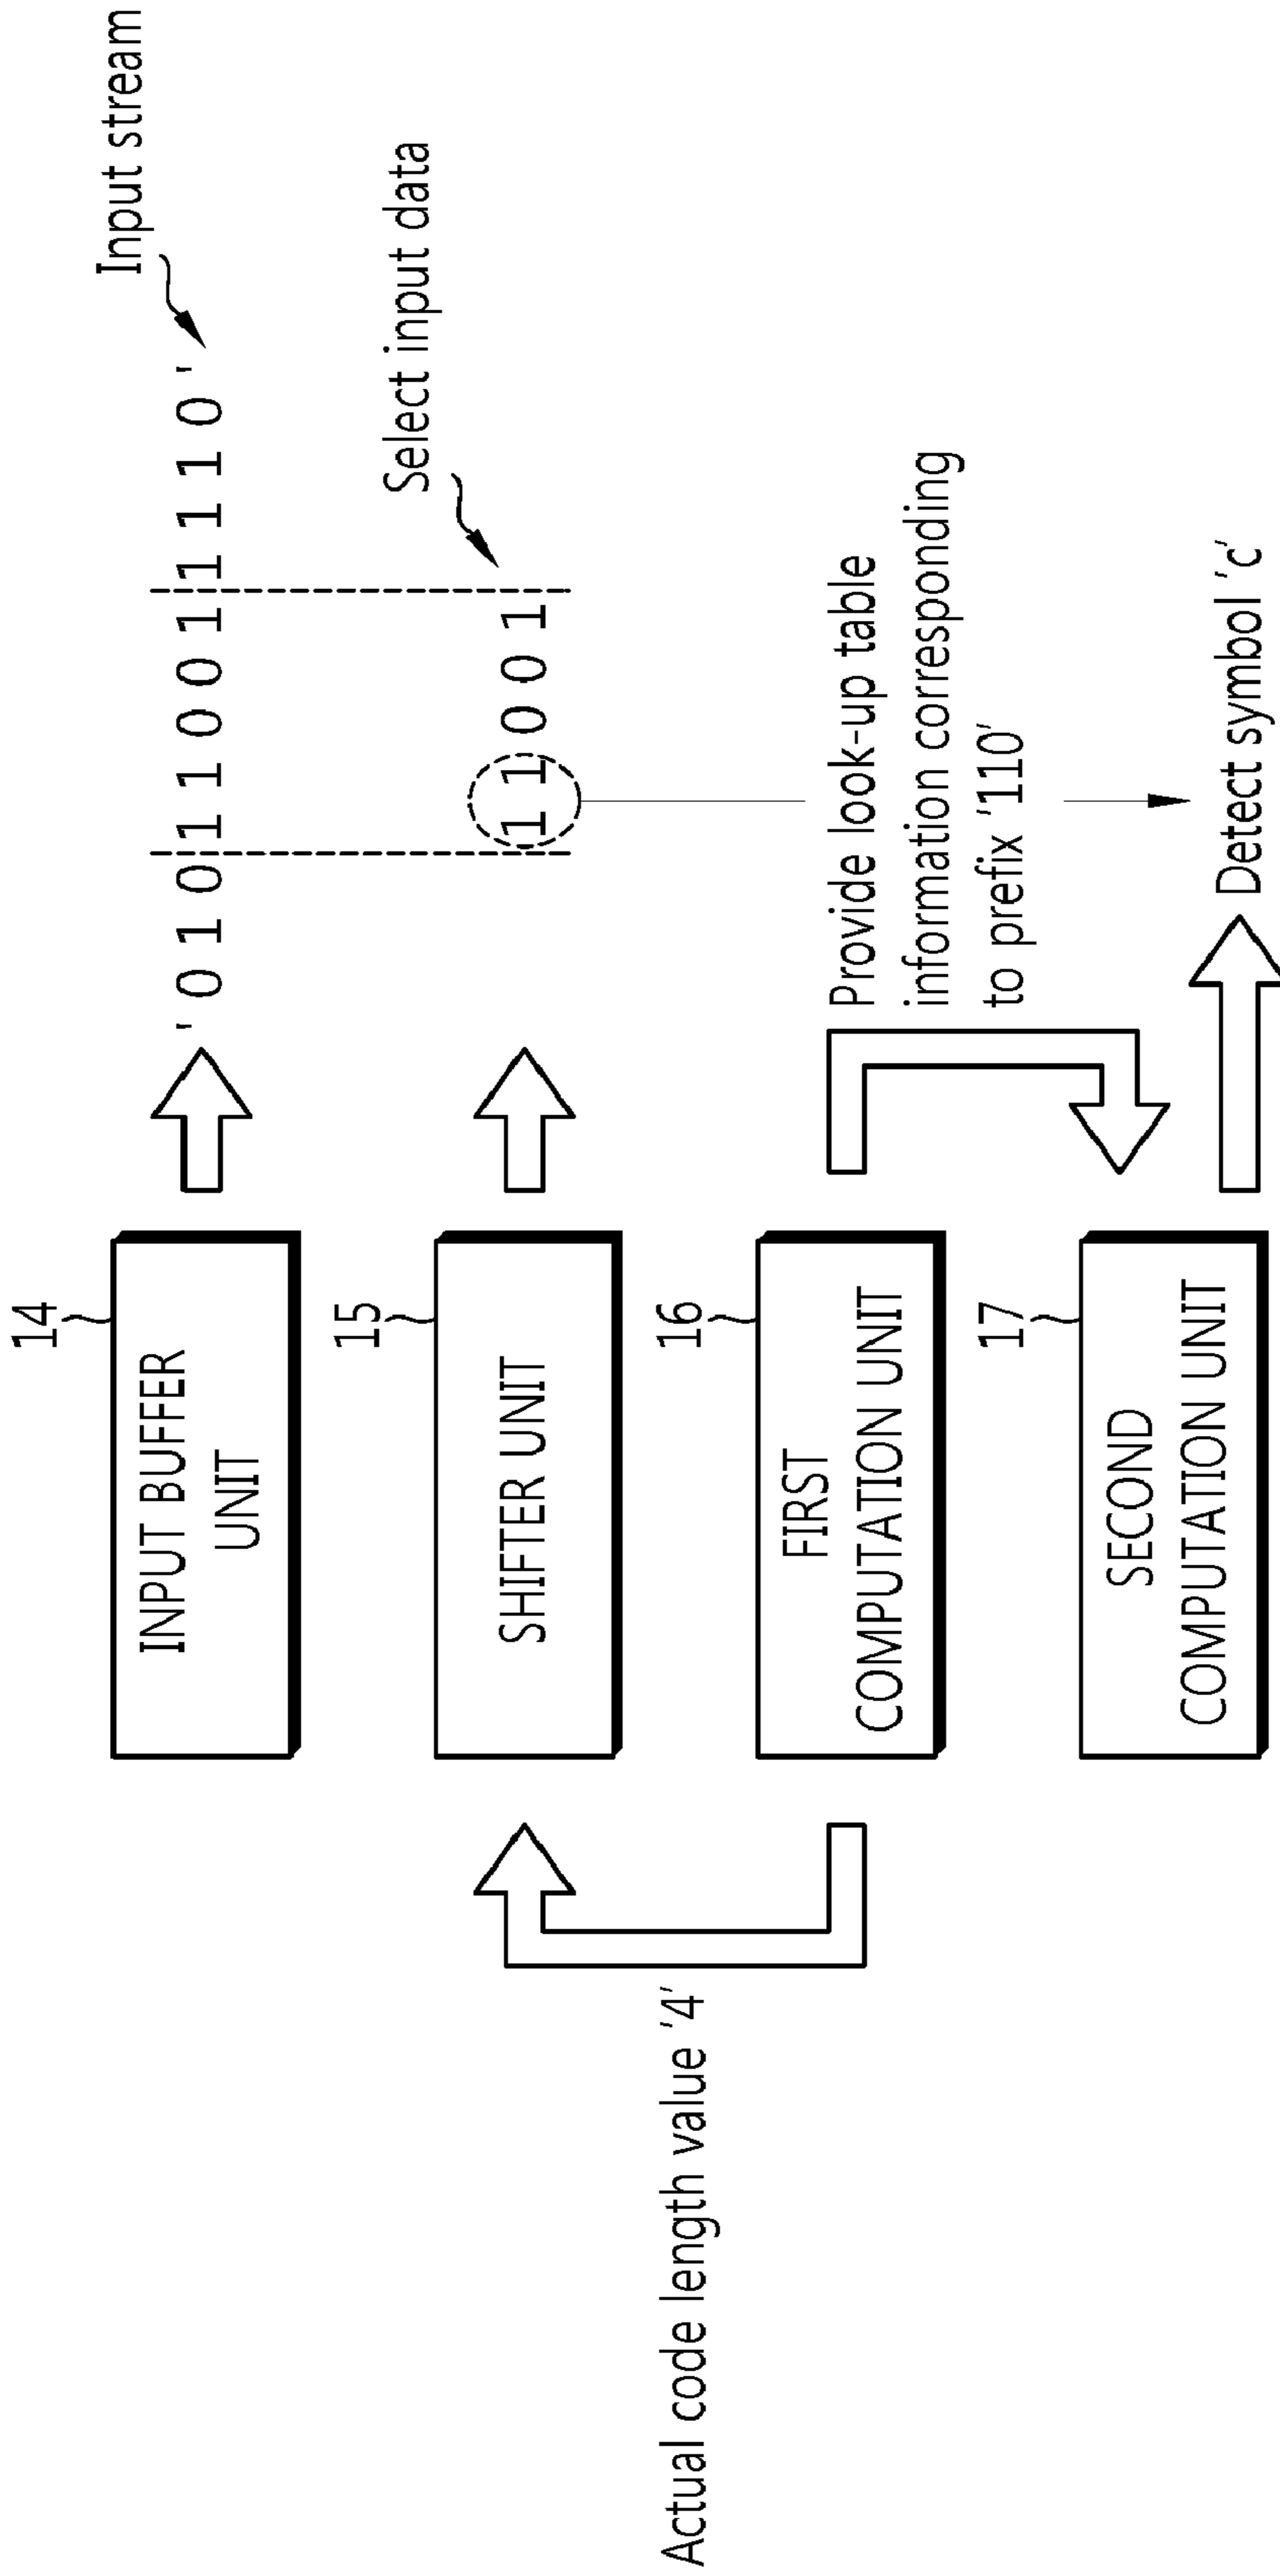 14
INPUT BUFFER
UNIT
' 0 1 0 1 1 0 0 1 1 1 1 0 '
Input stream
15
SHIFTER UNIT
1 1 0 0 1
Select input data
Actual code length value '4'
16
FIRST
COMPUTATION UNIT
Provide look-up table
information corresponding
to prefix '110'
17
SECOND
COMPUTATION UNIT
Detect symbol 'c'